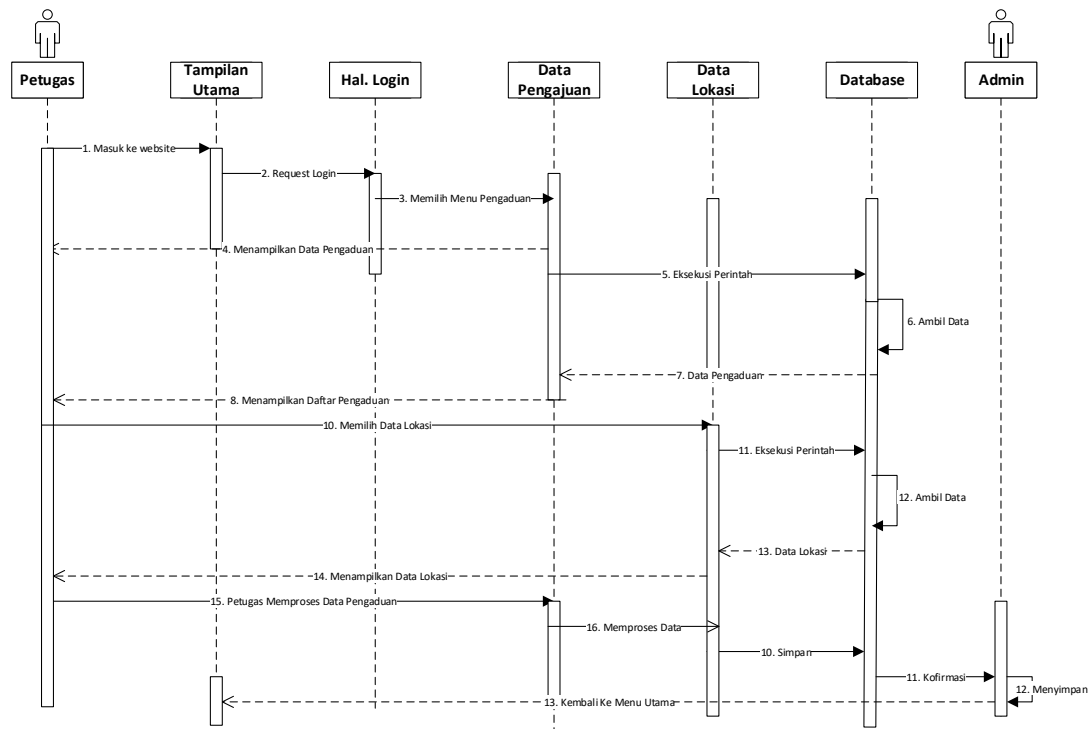 Petugas
Tampilan
Utama
Hal. Login
Data
Pengajuan
Data
Lokasi
Database
Admin
1. Masuk ke website
2. Request Login
3. Memilih Menu Pengaduan
4. Menampilkan Data Pengaduan
5. Eksekusi Perintah
6. Ambil Data
7. Data Pengaduan
8. Menampilkan Daftar Pengaduan
10. Memilih Data Lokasi
11. Eksekusi Perintah
12. Ambil Data
13. Data Lokasi
14. Menampilkan Data Lokasi
15. Petugas Memproses Data Pengaduan
16. Memproses Data
10. Simpan
11. Kofirmasi
12. Menyimpan
13. Kembali Ke Menu Utama